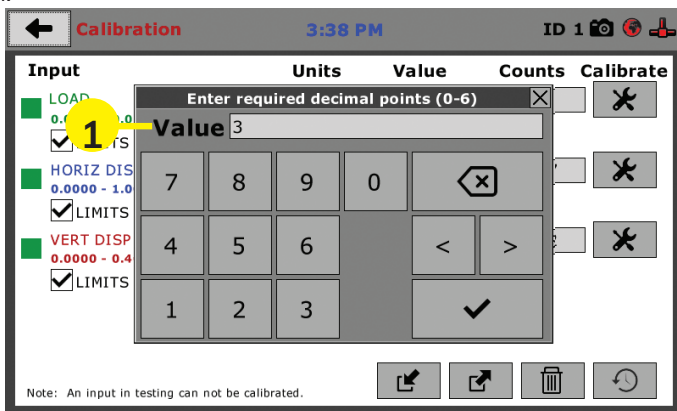 Calibration 3:38 PM ID 1
Input Units Value Counts Calibrate
LOAD
Enter required decimal points (0-6)
1
Value 3
HORIZ DIS
0.0000 - 1.0
LIMITS
VERT DISP
0.0000 - 0.4
LIMITS
7 8 9 0
4 5 6 < >
1 2 3
Note: An input in testing can not be calibrated.